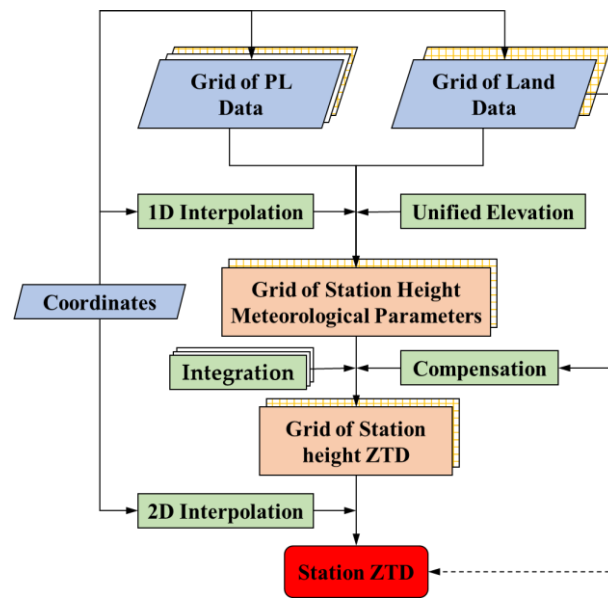 Grid of PL
Data
Grid of Land
Data
1D Interpolation
Unified Elevation
Coordinates
Grid of Station Height
Meteorological Parameters
Integration
Compensation
Grid of Station
height ZTD
2D Interpolation
Station ZTD